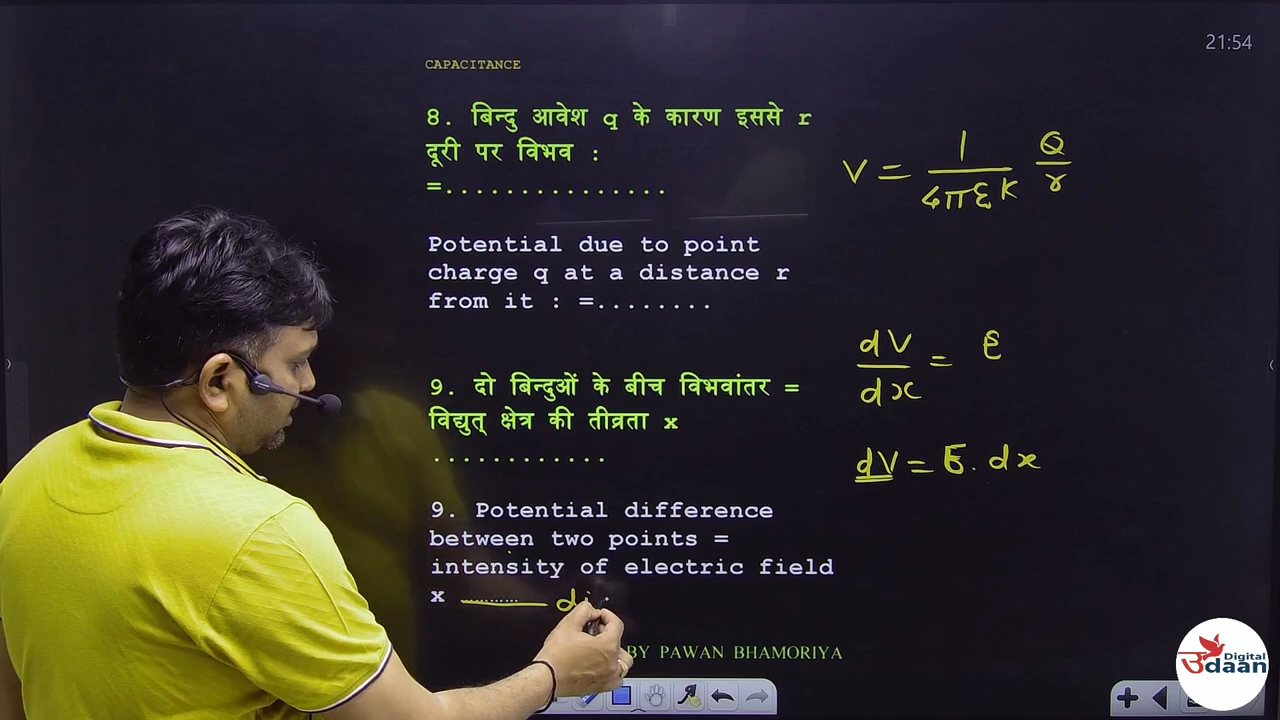 21:54
CAPACITANCE
8. बिन्दु आवेश q के कारण इससे r
दूरी पर विभव :
=...............
V = 1/4πεK Q/r
Potential due to point
charge q at a distance r
from it : =........
dV/dx = E
9. दो बिन्दुओं के बीच विभवांतर =
विद्युत् क्षेत्र की तीव्रता x
............
dV = E. dx
9. Potential difference
between two points =
intensity of electric field
x ............ di
BY PAWAN BHAMORIYA
Digital
उdaan